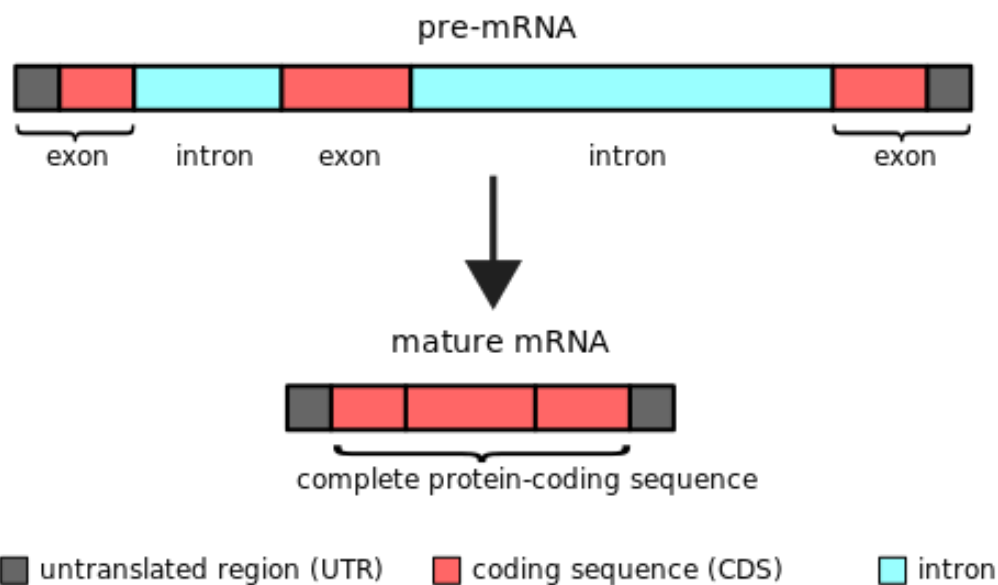 pre-mRNA
exon intron exon intron exon
mature mRNA
complete protein-coding sequence
untranslated region (UTR) coding sequence (CDS) intron